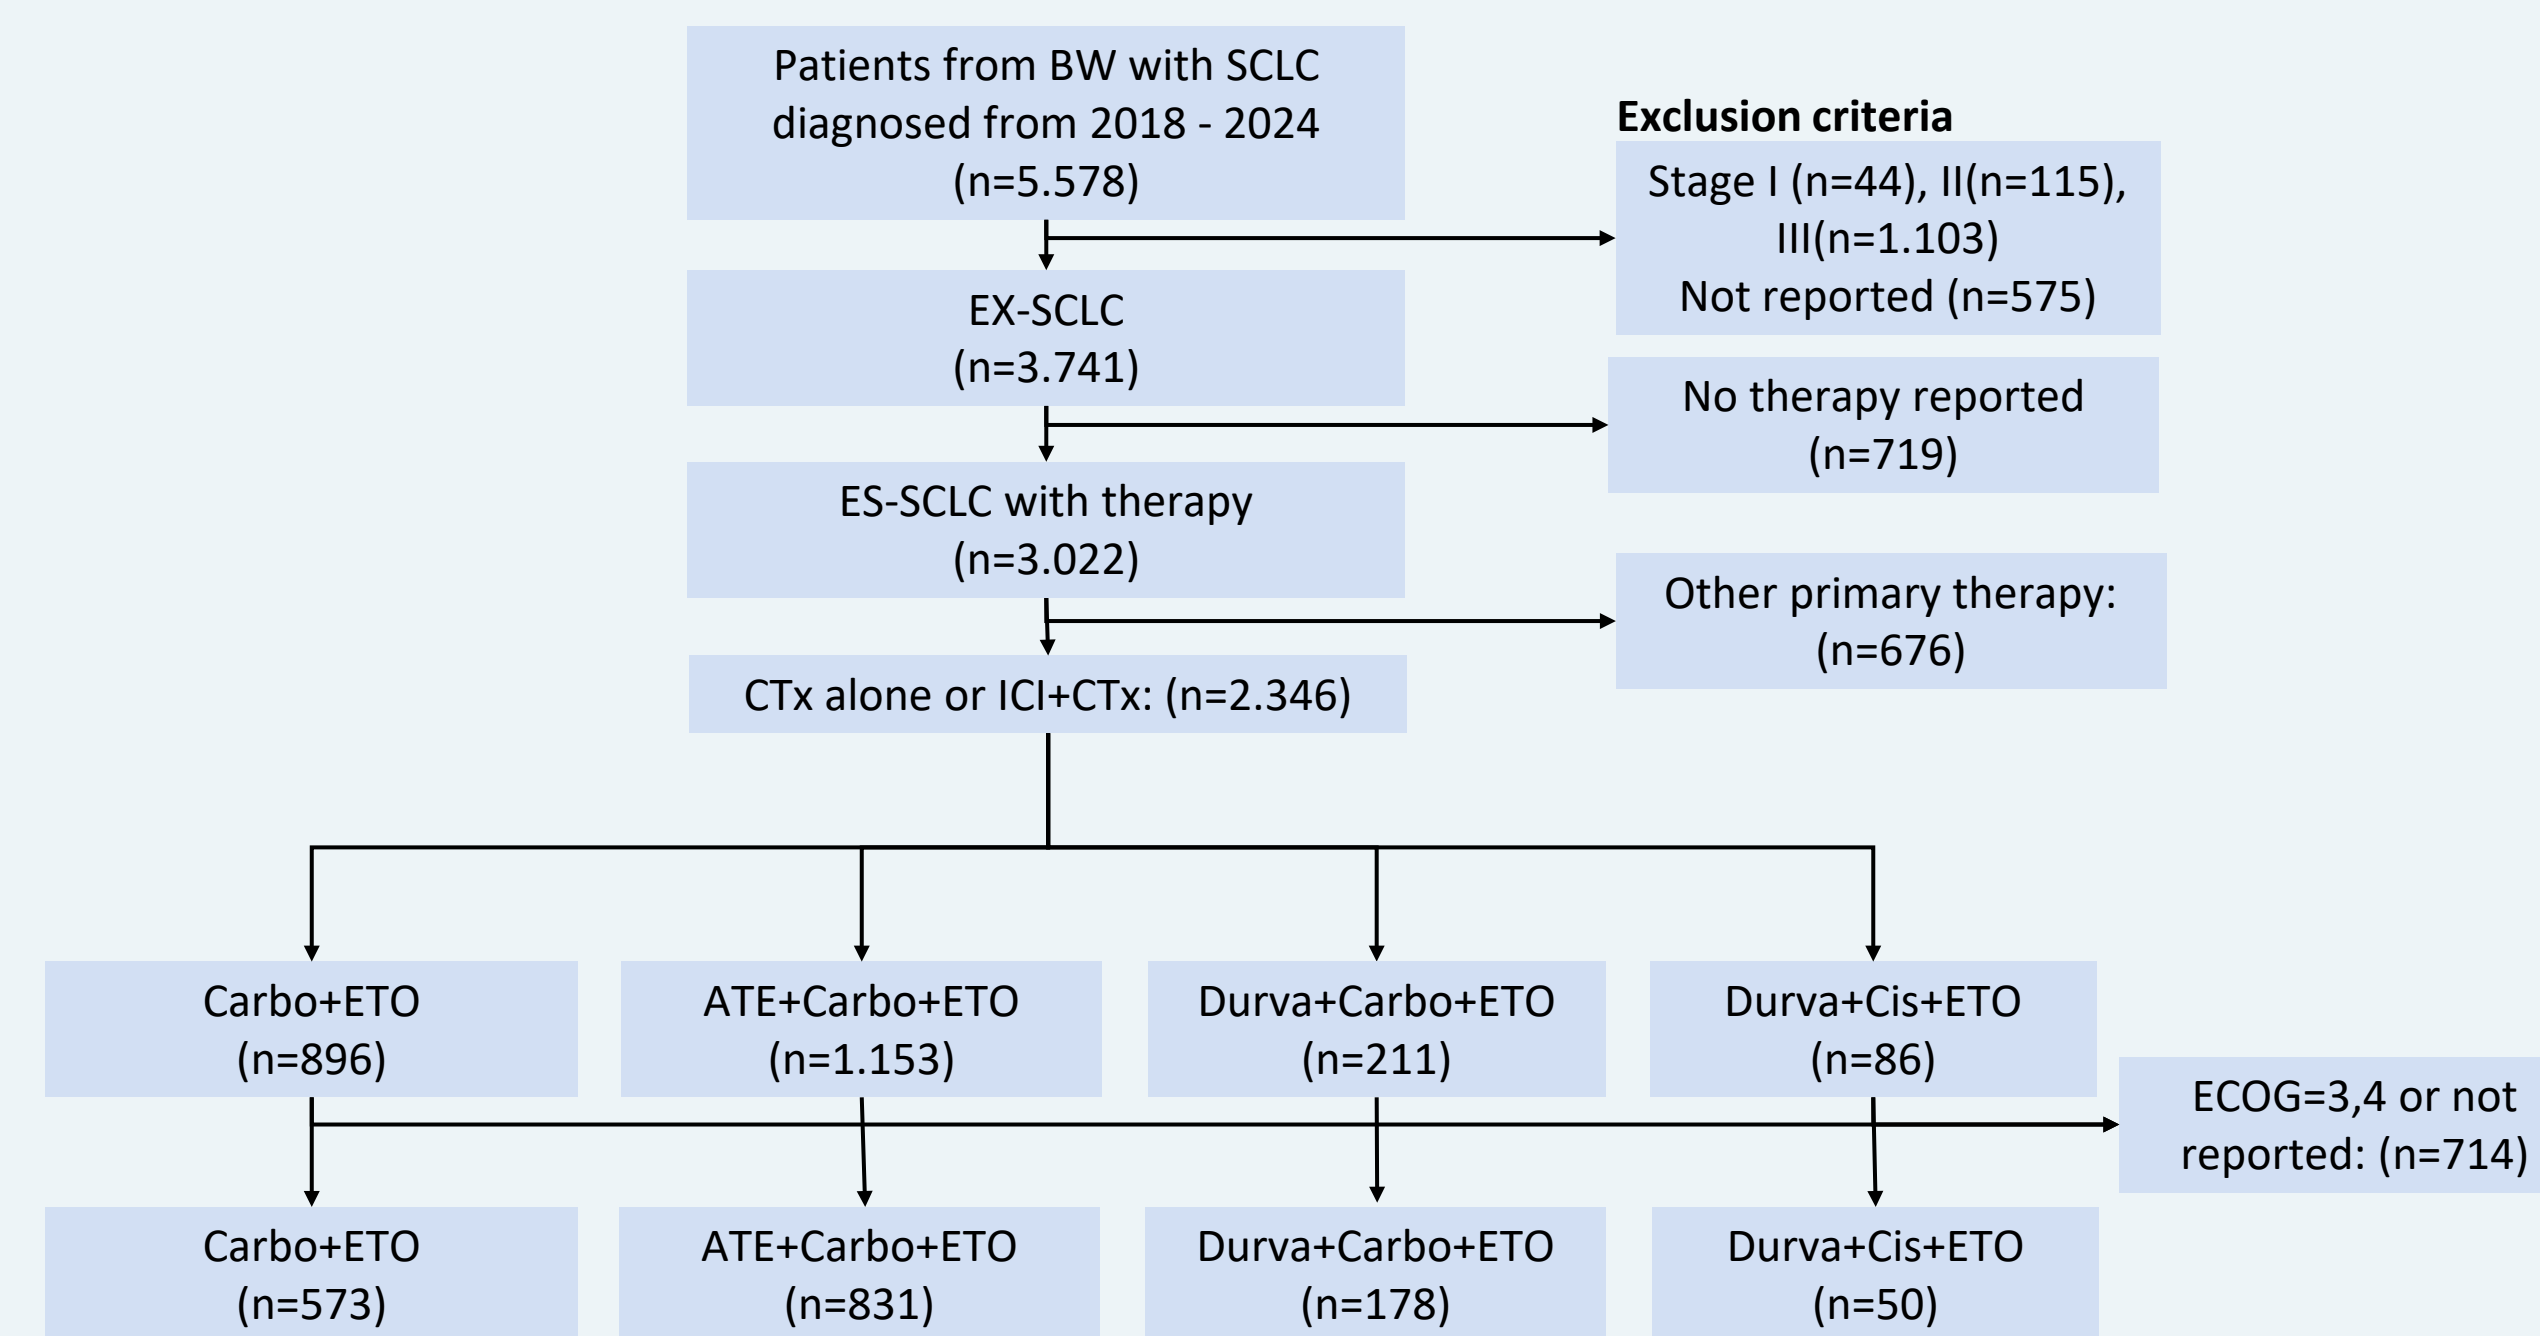 Patients from BW with SCLC
diagnosed from 2018 - 2024
(n=5.578)
Exclusion criteria
Stage I (n=44), II(n=115),
III(n=1.103)
Not reported (n=575)
EX-SCLC
(n=3.741)
No therapy reported
(n=719)
ES-SCLC with therapy
(n=3.022)
Other primary therapy:
(n=676)
CTx alone or ICI+CTx: (n=2.346)
Carbo+ETO
(n=896)
ATE+Carbo+ETO
(n=1.153)
Durva+Carbo+ETO
(n=211)
Durva+Cis+ETO
(n=86)
ECOG=3,4 or not
reported: (n=714)
Carbo+ETO
(n=573)
ATE+Carbo+ETO
(n=831)
Durva+Carbo+ETO
(n=178)
Durva+Cis+ETO
(n=50)